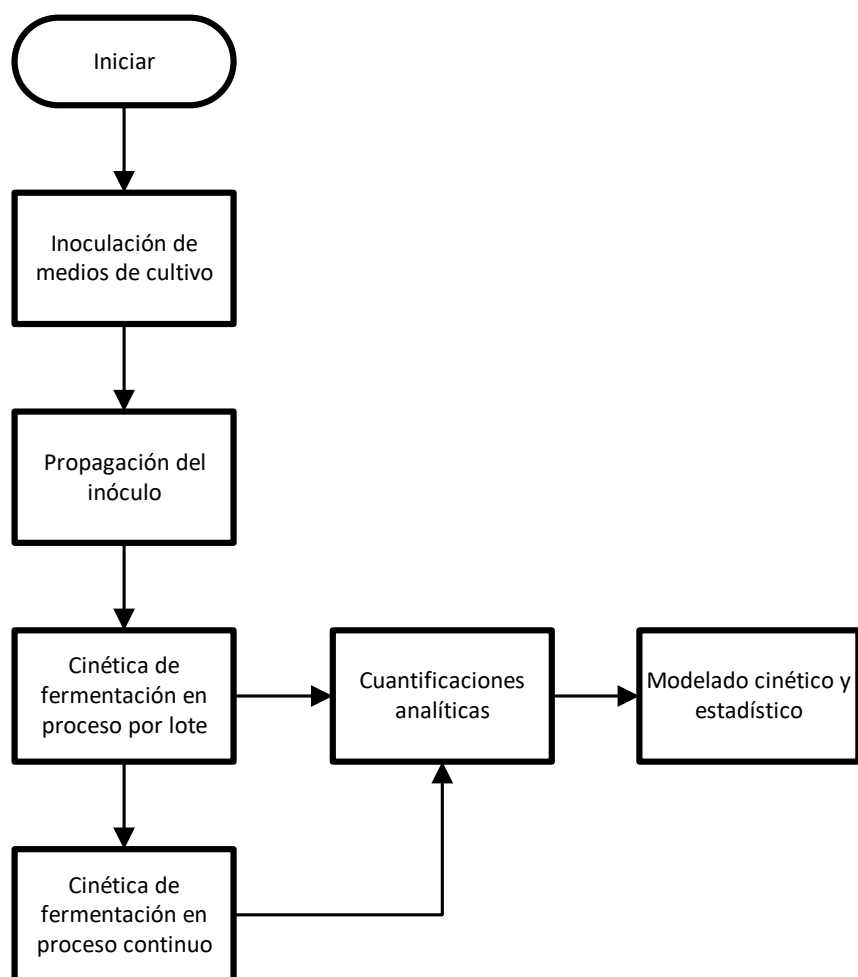 Iniciar
Inoculación de
medios de cultivo
Propagación del
inóculo
Cinética de
fermentación en
proceso por lote
Cuantificaciones
analíticas
Modelado cinético y
estadístico
Cinética de
fermentación en
proceso continuo